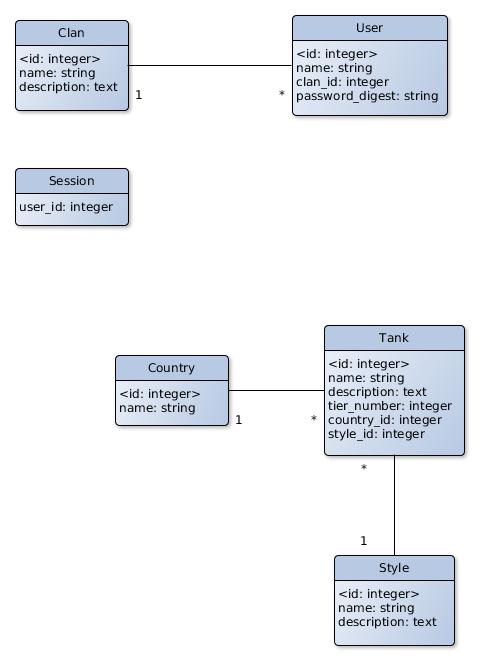 Clan
<id: integer>
name: string
description: text
User
<id: integer>
name: string
clan_id: integer
password_digest: string
1
*
Session
user_id: integer
Country
<id: integer>
name: string
Tank
<id: integer>
name: string
description: text
tier_number: integer
country_id: integer
style_id: integer
1
*
*
1
Style
<id: integer>
name: string
description: text